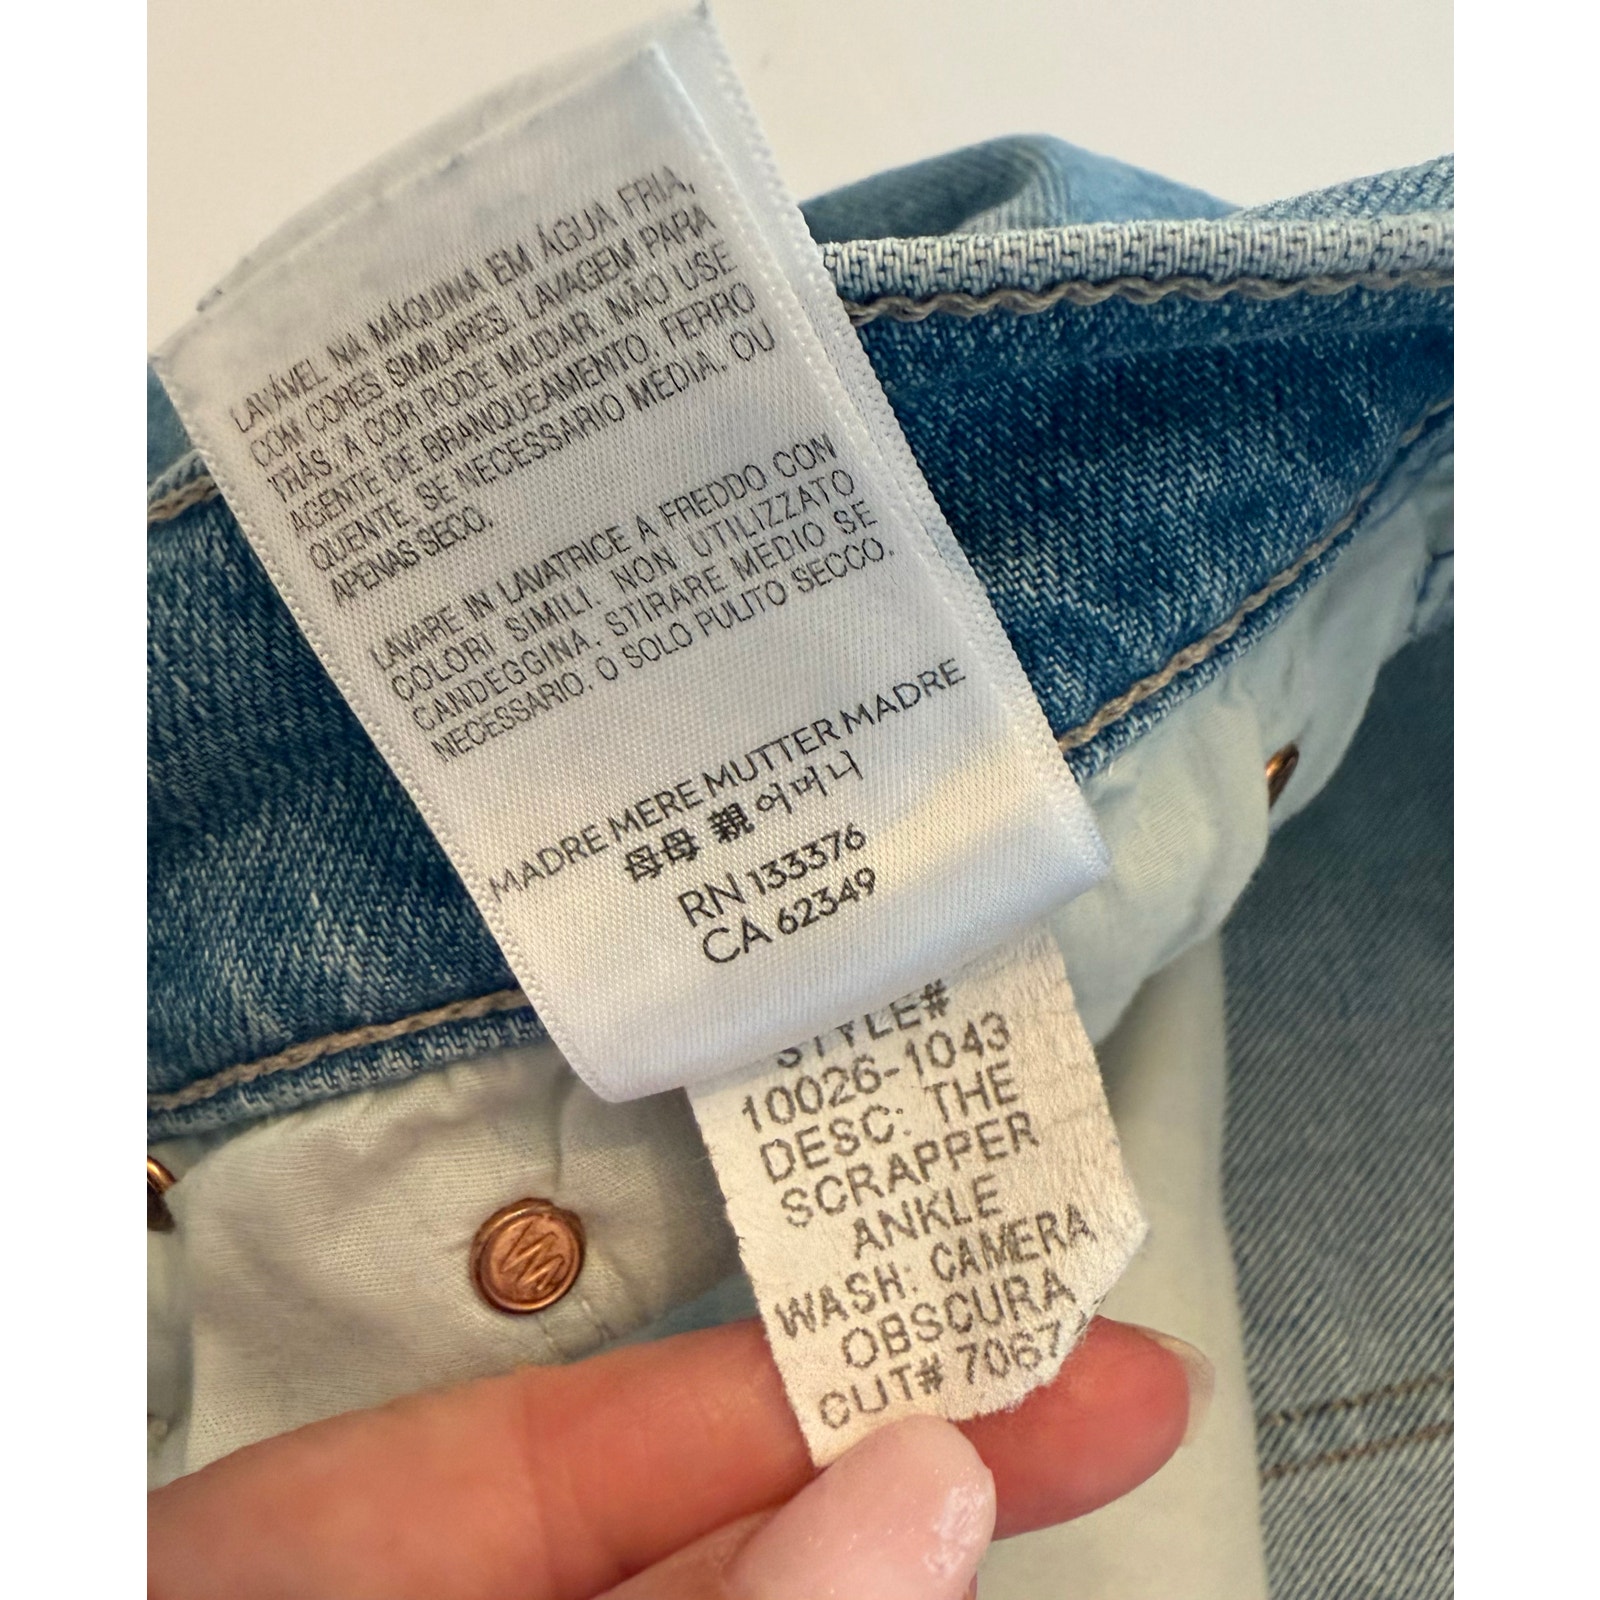 LAVÁVEL NA MÁQUINA EM ÁGUA FRIA,
COM CORES SIMILARES. LAVAGEM PARA
TRÁS. A COR PODE MUDAR. NÃO USE
AGENTE DE BRANQUEAMENTO. FERRO
QUENTE. SE NECESSARIO MÉDIA, OU
APENAS SECO.
LAVARE IN LAVATRICE A FREDDO CON
COLORI SIMILI. NON UTILIZZATO
CANDEGGINA. STIRARE MEDIO SE
NECESSARIO. O SOLO PULITO SECCO.
MADRE MERE MUTTER MADRE
母母 親 어머니
RN 133376
CA 62349
STYLE#
10026-1043
DESC: THE
SCRAPPER
ANKLE
WASH: CAMERA
OBSCURA
CUT# 7067